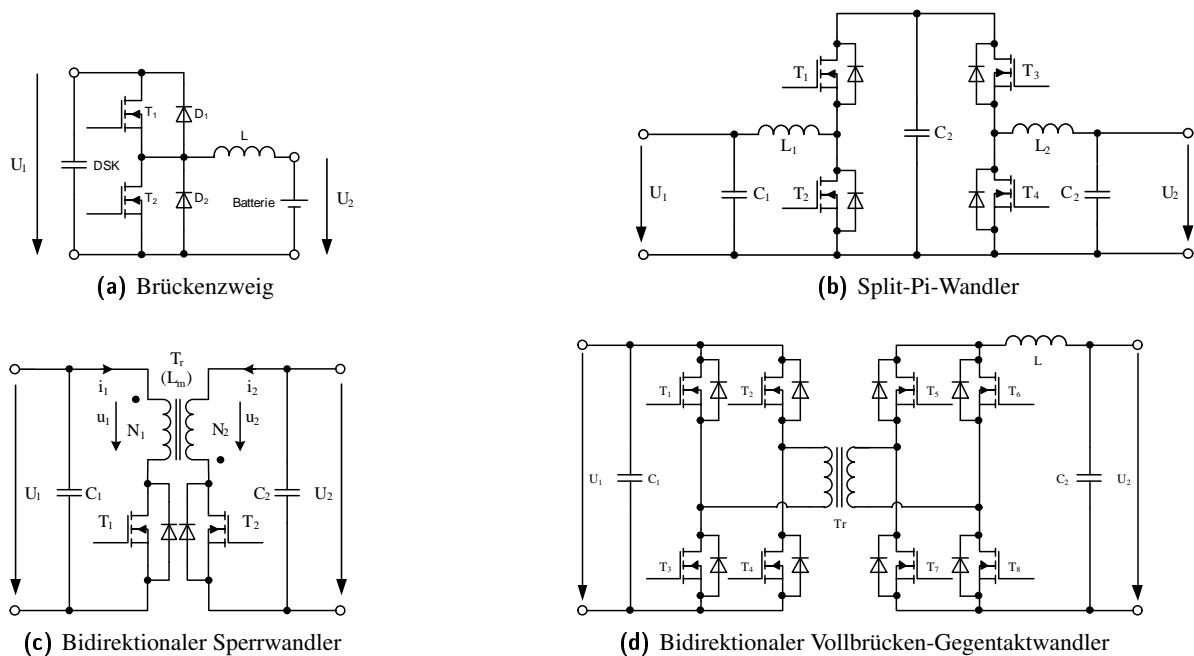 U1
DSK
T1
D1
L
T2
D2
Batterie
U2
(a) Brückenzweig
T1
T3
C2
L1
L2
U1
C1
T2
T4
C2
U2
(b) Split-Pi-Wandler
Tr
(Lm)
i1
i2
u1
N1
N2
u2
U1
C1
C2
U2
T1
T2
(c) Bidirektionaler Sperrwandler
L
T1
T2
T5
T6
U1
C1
C2
U2
Tr
T3
T4
T7
T8
(d) Bidirektionaler Vollbrücken-Gegentaktwandler